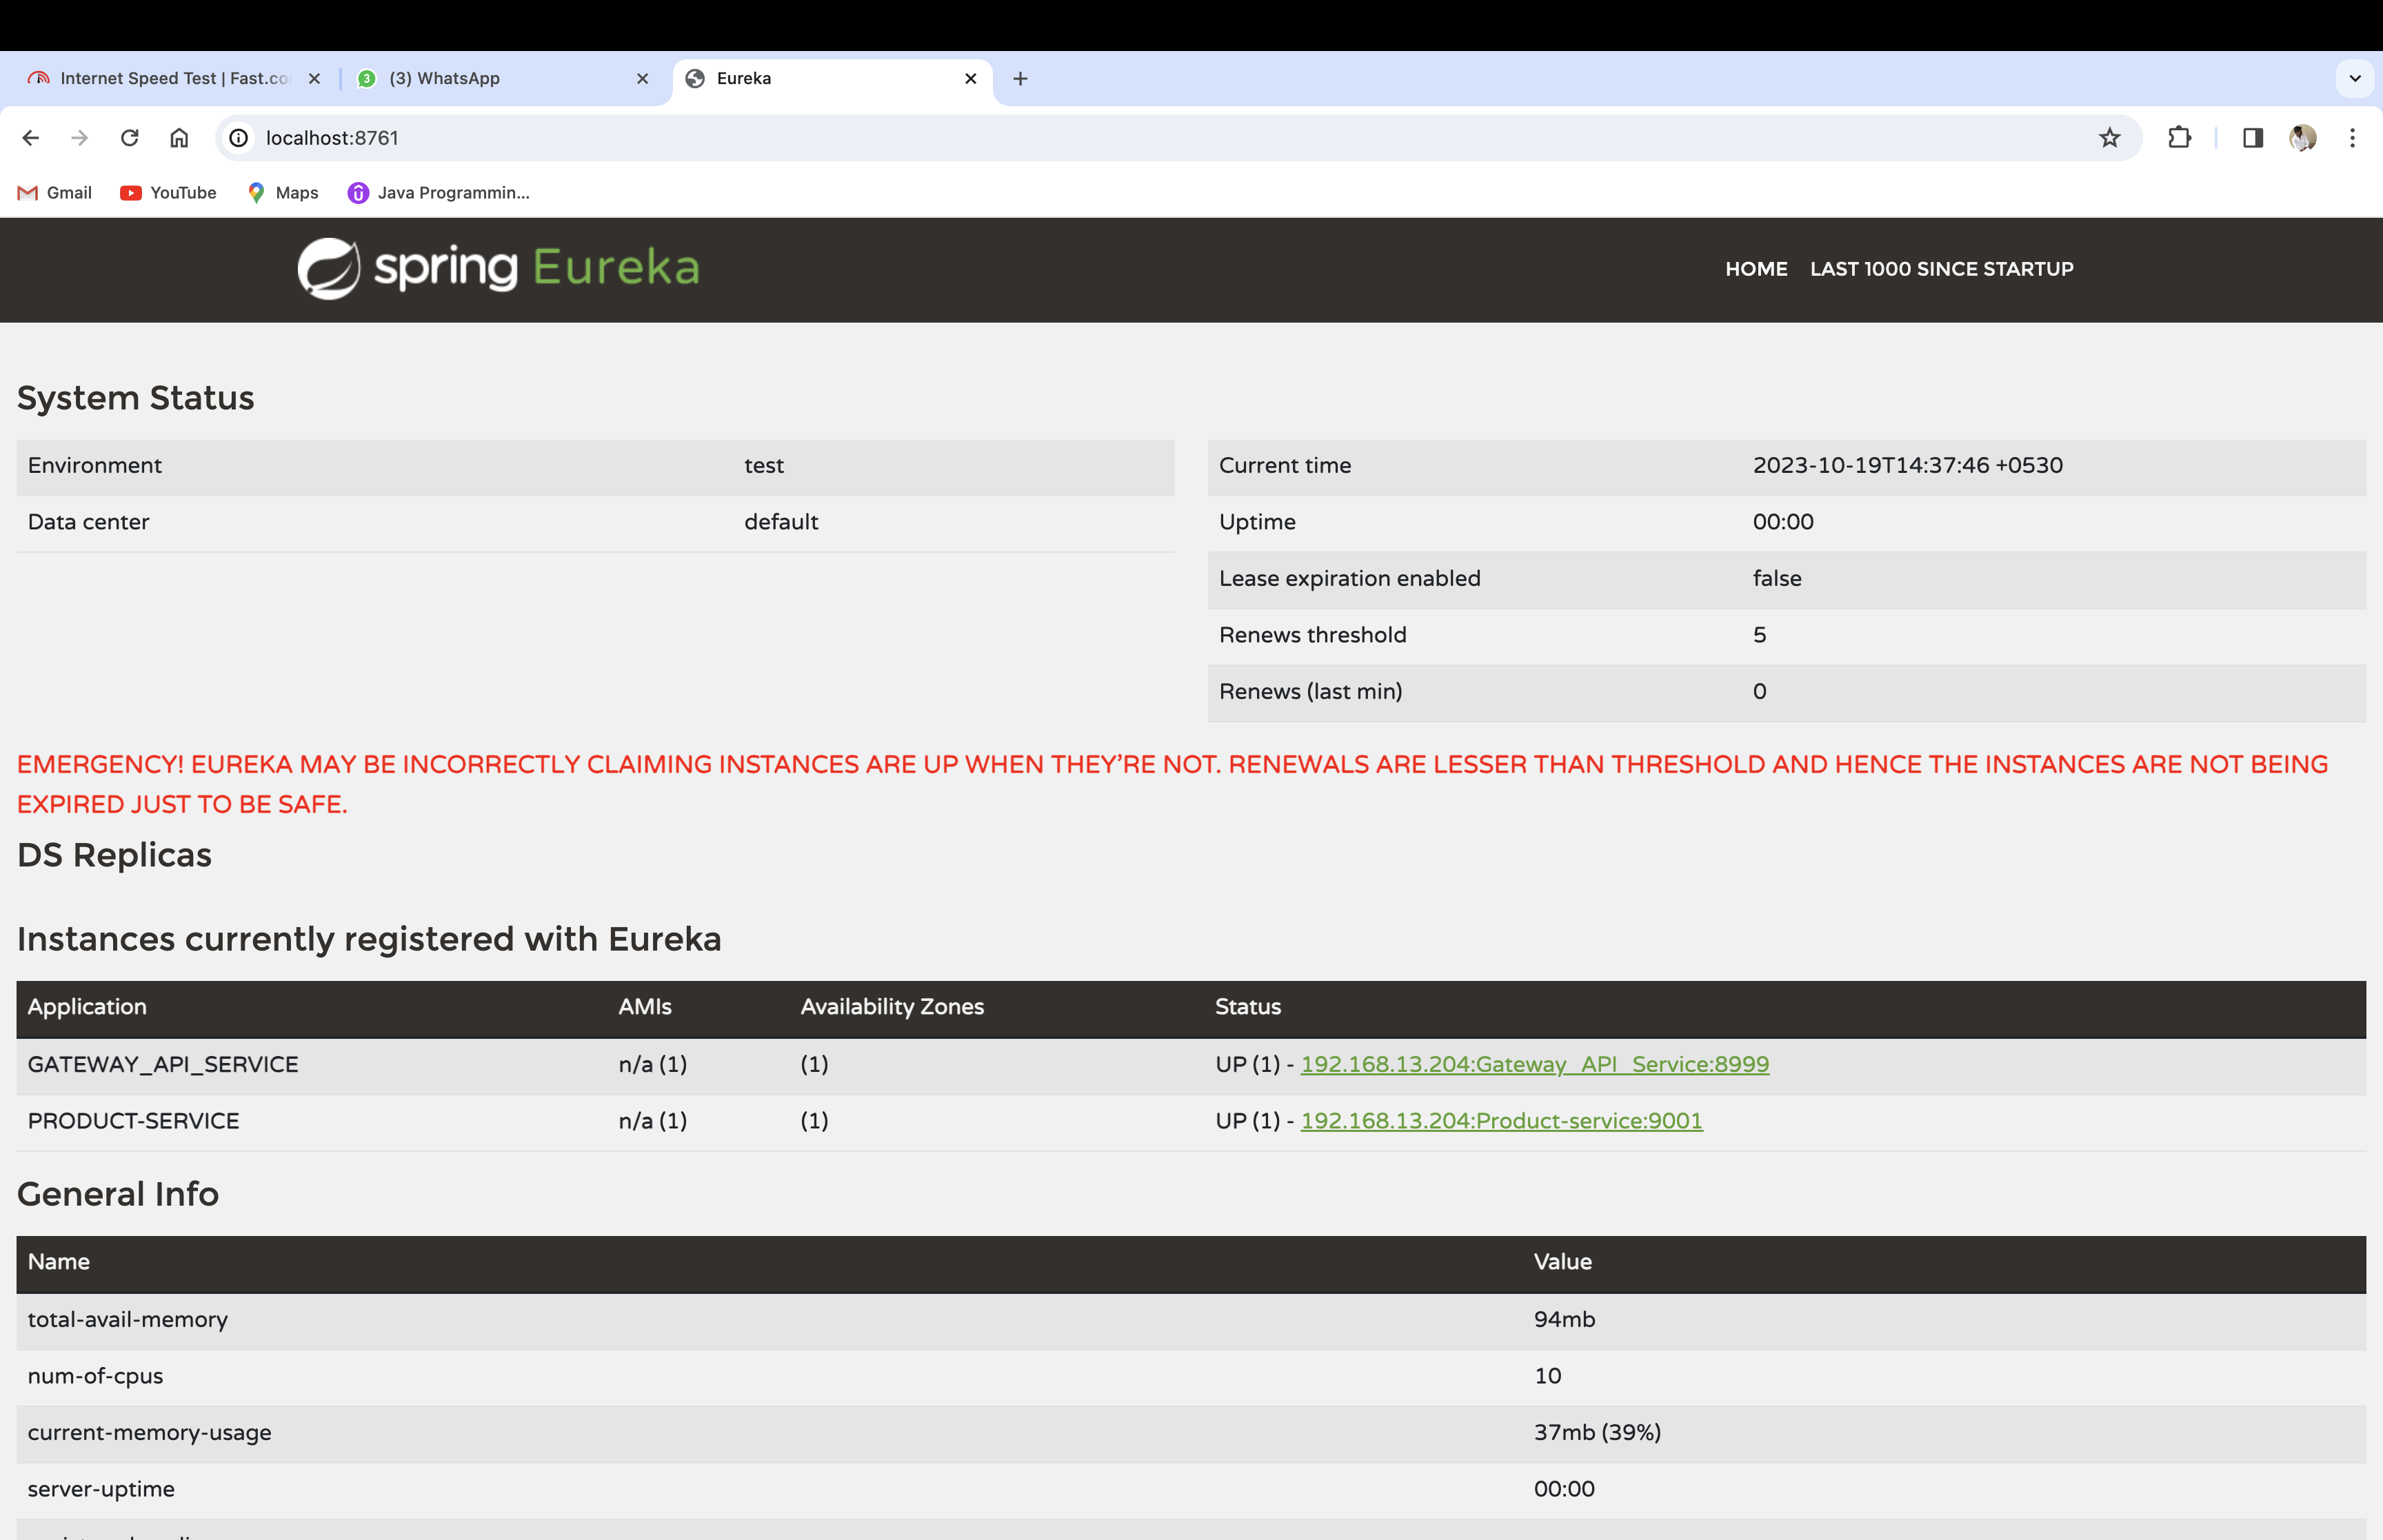 Internet Speed Test | Fast.co
3 (3) WhatsApp
Eureka
localhost:8761
Gmail YouTube Maps Java Programmin...
spring Eureka
HOME LAST 1000 SINCE STARTUP
System Status
Environment test
Data center default
Current time 2023-10-19T14:37:46 +0530
Uptime 00:00
Lease expiration enabled false
Renews threshold 5
Renews (last min) 0
EMERGENCY! EUREKA MAY BE INCORRECTLY CLAIMING INSTANCES ARE UP WHEN THEY’RE NOT. RENEWALS ARE LESSER THAN THRESHOLD AND HENCE THE INSTANCES ARE NOT BEING
EXPIRED JUST TO BE SAFE.
DS Replicas
Instances currently registered with Eureka
Application AMIs Availability Zones Status
GATEWAY_API_SERVICE n/a (1) (1) UP (1) - 192.168.13.204:Gateway_API_Service:8999
PRODUCT-SERVICE n/a (1) (1) UP (1) - 192.168.13.204:Product-service:9001
General Info
Name Value
total-avail-memory 94mb
num-of-cpus 10
current-memory-usage 37mb (39%)
server-uptime 00:00